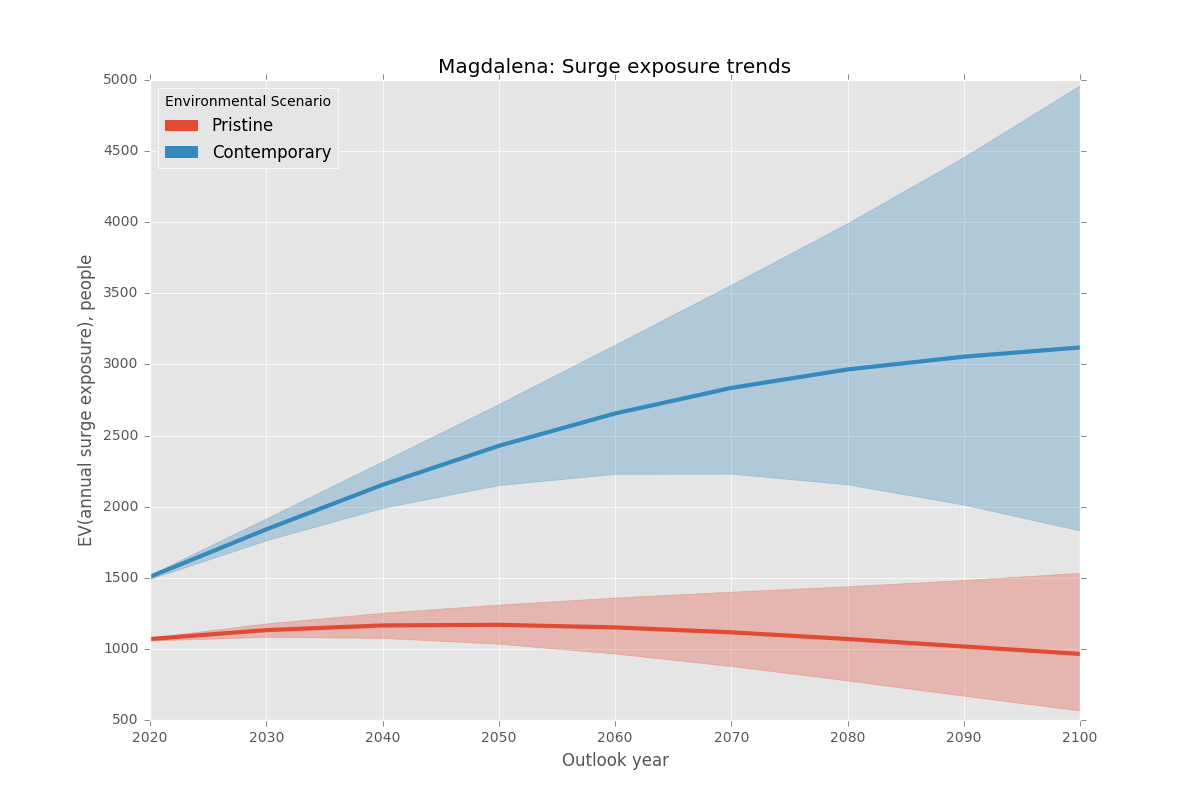 Magdalena: Surge exposure trends
Environmental Scenario
Pristine
Contemporary
EV(annual surge exposure), people
5000
4500
4000
3500
3000
2500
2000
1500
1000
500
2020 2030 2040 2050 2060 2070 2080 2090 2100
Outlook year